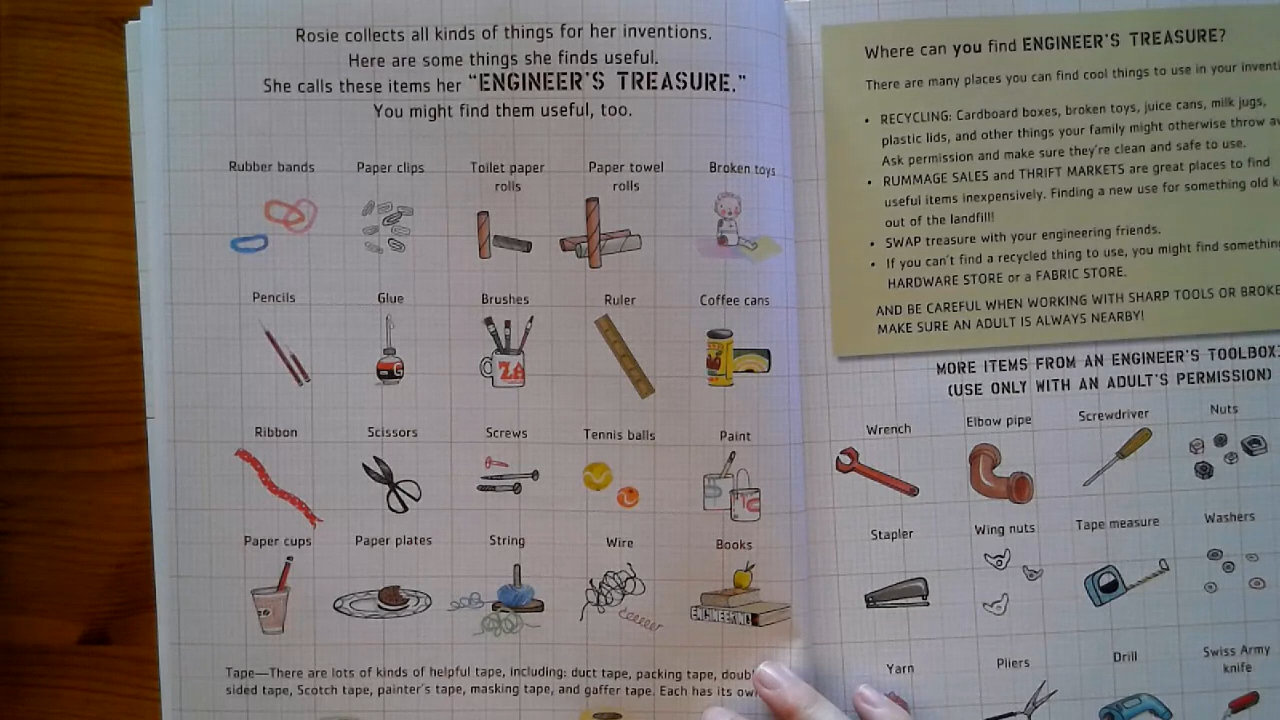 Rosie collects all kinds of things for her inventions.
Here are some things she finds useful.
She calls these items her “ENGINEER'S TREASURE.”
You might find them useful, too.
Rubber bands
Paper clips
Toilet paper
rolls
Paper towel
rolls
Broken toys
Pencils
Glue
Brushes
Ruler
Coffee cans
Ribbon
Scissors
Screws
Tennis balls
Paint
Paper cups
Paper plates
String
Wire
Books
ENGINEERING
Tape—There are lots of kinds of helpful tape, including: duct tape, packing tape,
sided tape, Scotch tape, painter's tape, masking tape, and gaffer tape. Each has its
Where can you find ENGINEER'S TREASURE?
There are many places you can find cool things to use in your
• RECYCLING: Cardboard boxes, broken toys, juice cans, milk jugs,
plastic lids, and other things your family might otherwise throw
Ask permission and make sure they're clean and safe to use.
• RUMMAGE SALES and THRIFT MARKETS are great places to find
useful items inexpensively. Finding a new use for something old
out of the landfill!
• SWAP treasure with your engineering friends.
• If you can't find a recycled thing to use, you might find
HARDWARE STORE or a FABRIC STORE.
AND BE CAREFUL WHEN WORKING WITH SHARP TOOLS OR
MAKE SURE AN ADULT IS ALWAYS NEARBY!
MORE ITEMS FROM AN ENGINEER'S TOOLBOX:
(USE ONLY WITH AN ADULT'S PERMISSION)
Wrench
Elbow pipe
Screwdriver
Nuts
Stapler
Wing nuts
Tape measure
Washers
Yarn
Pliers
Drill
Swiss Army
knife